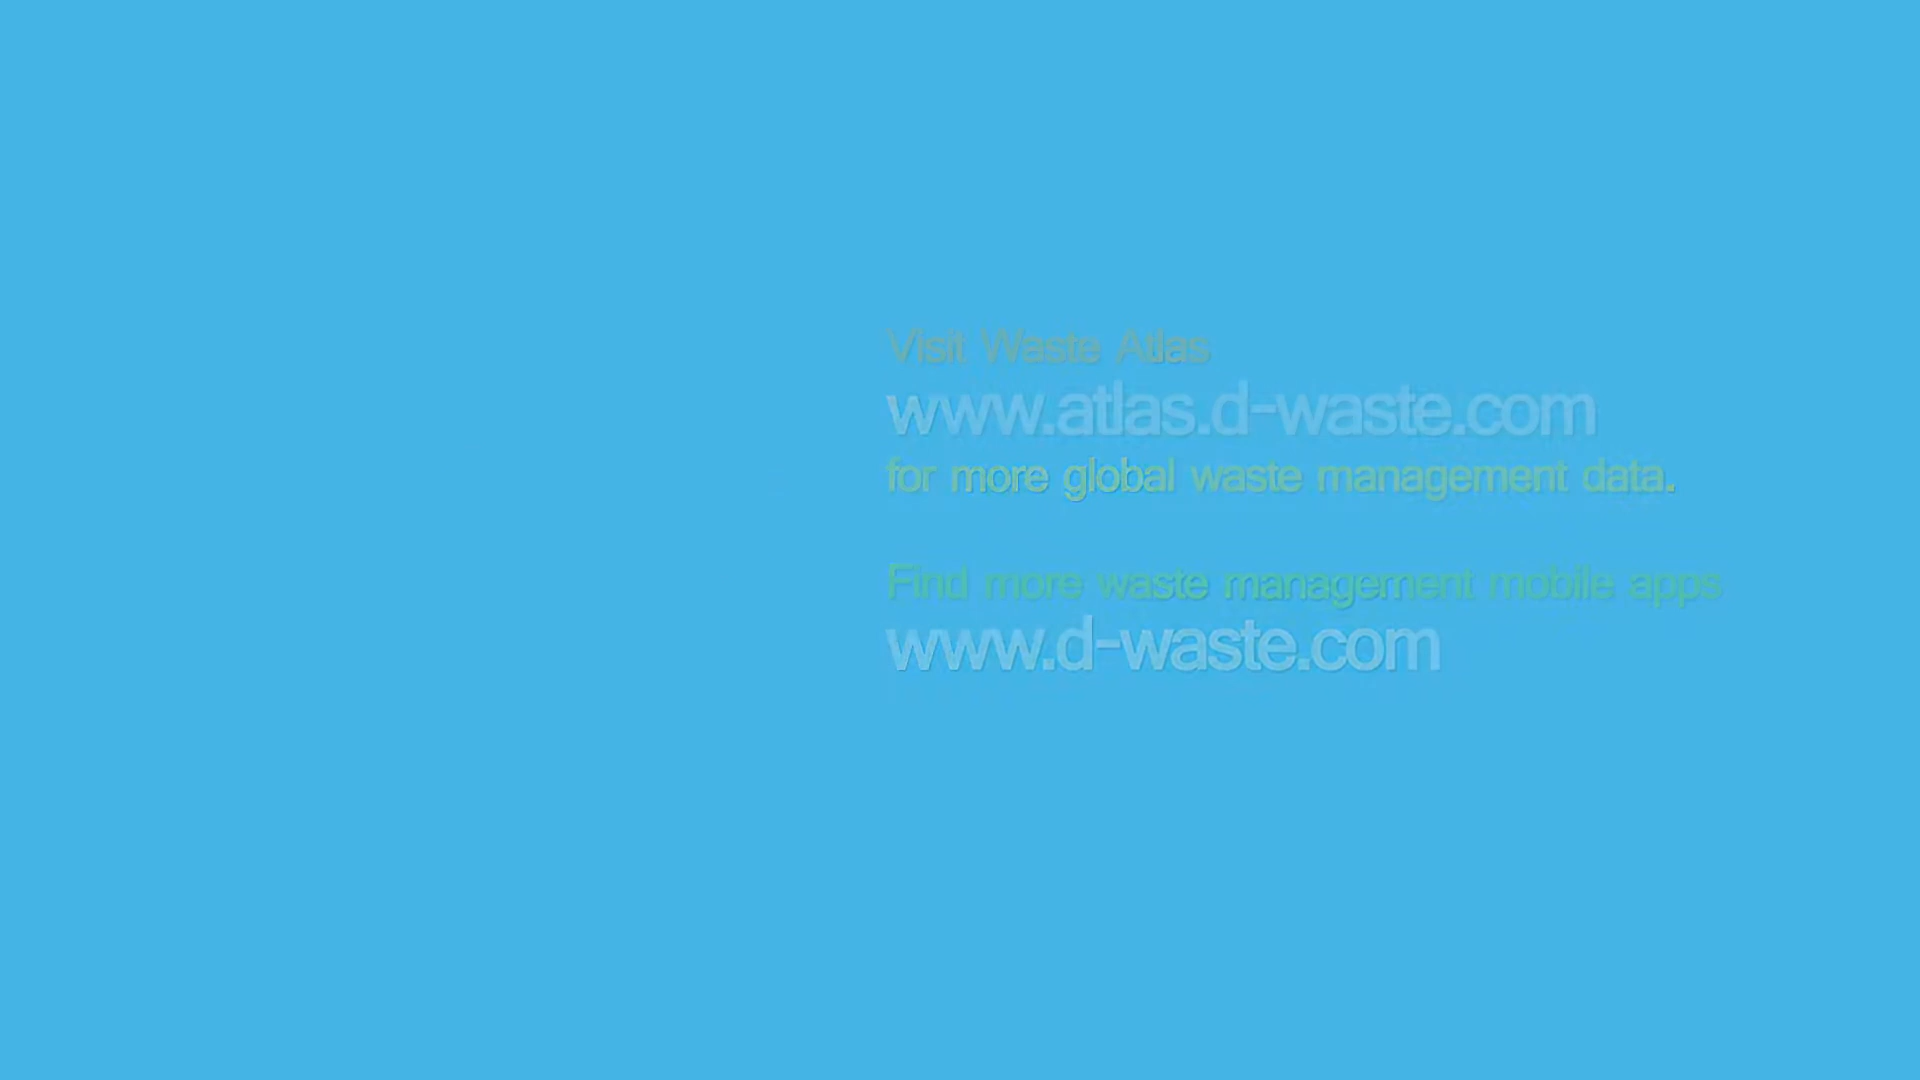 Visit Waste Atlas
www.atlas.d-waste.com
for more global waste management data.
Find more waste management mobile apps
www.d-waste.com